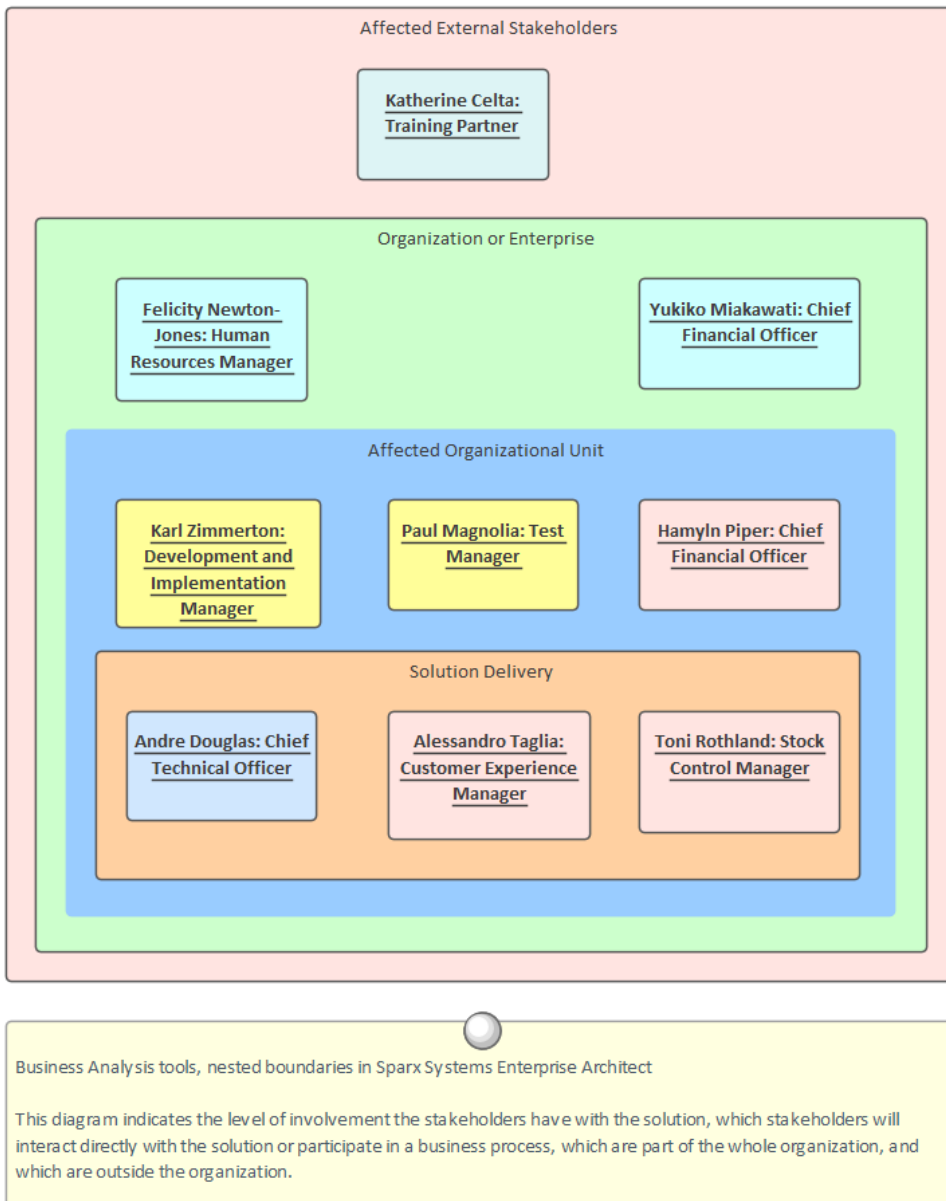 Affected External Stakeholders
Katherine Celta:
Training Partner
Organization or Enterprise
Felicity Newton-
Jones: Human
Resources Manager
Yukiko Miakawati: Chief
Financial Officer
Affected Organizational Unit
Karl Zimmerton:
Development and
Implementation
Manager
Paul Magnolia: Test
Manager
Hamyln Piper: Chief
Financial Officer
Solution Delivery
Andre Douglas: Chief
Technical Officer
Alessandro Taglia:
Customer Experience
Manager
Toni Rothland: Stock
Control Manager
Business Analysis tools, nested boundaries in Sparx Systems Enterprise Architect
This diagram indicates the level of involvement the stakeholders have with the solution, which stakeholders will
interact directly with the solution or participate in a business process, which are part of the whole organization, and
which are outside the organization.